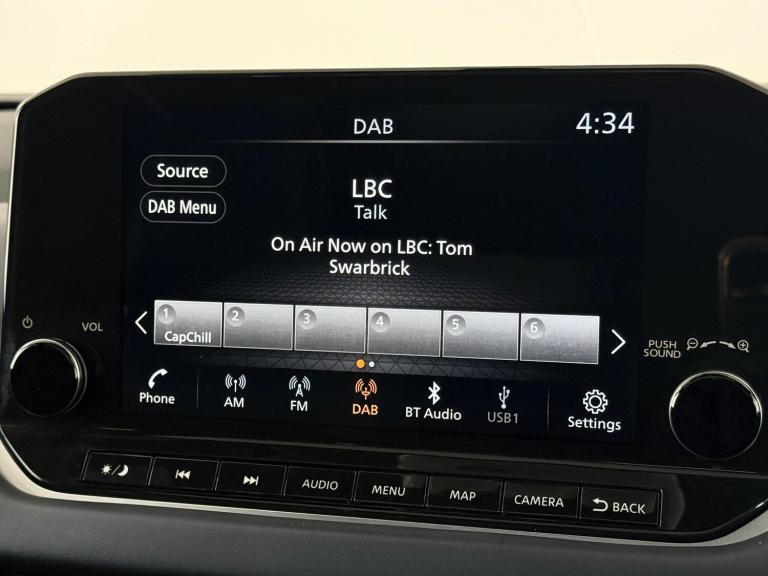 DAB
4:34
Source
DAB Menu
LBC
Talk
On Air Now on LBC: Tom
Swarbrick
1
CapChill
2
3
4
5
6
VOL
PUSH
SOUND
Phone
AM
FM
DAB
BT Audio
USB1
Settings
AUDIO
MENU
MAP
CAMERA
BACK